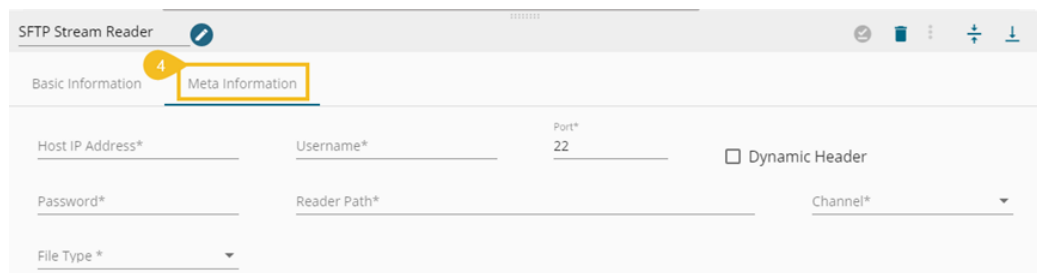 SFTP Stream Reader
4
Basic Information
Meta Information
Host IP Address*
Username*
Port*
22
Dynamic Header
Password*
Reader Path*
Channel*
File Type *